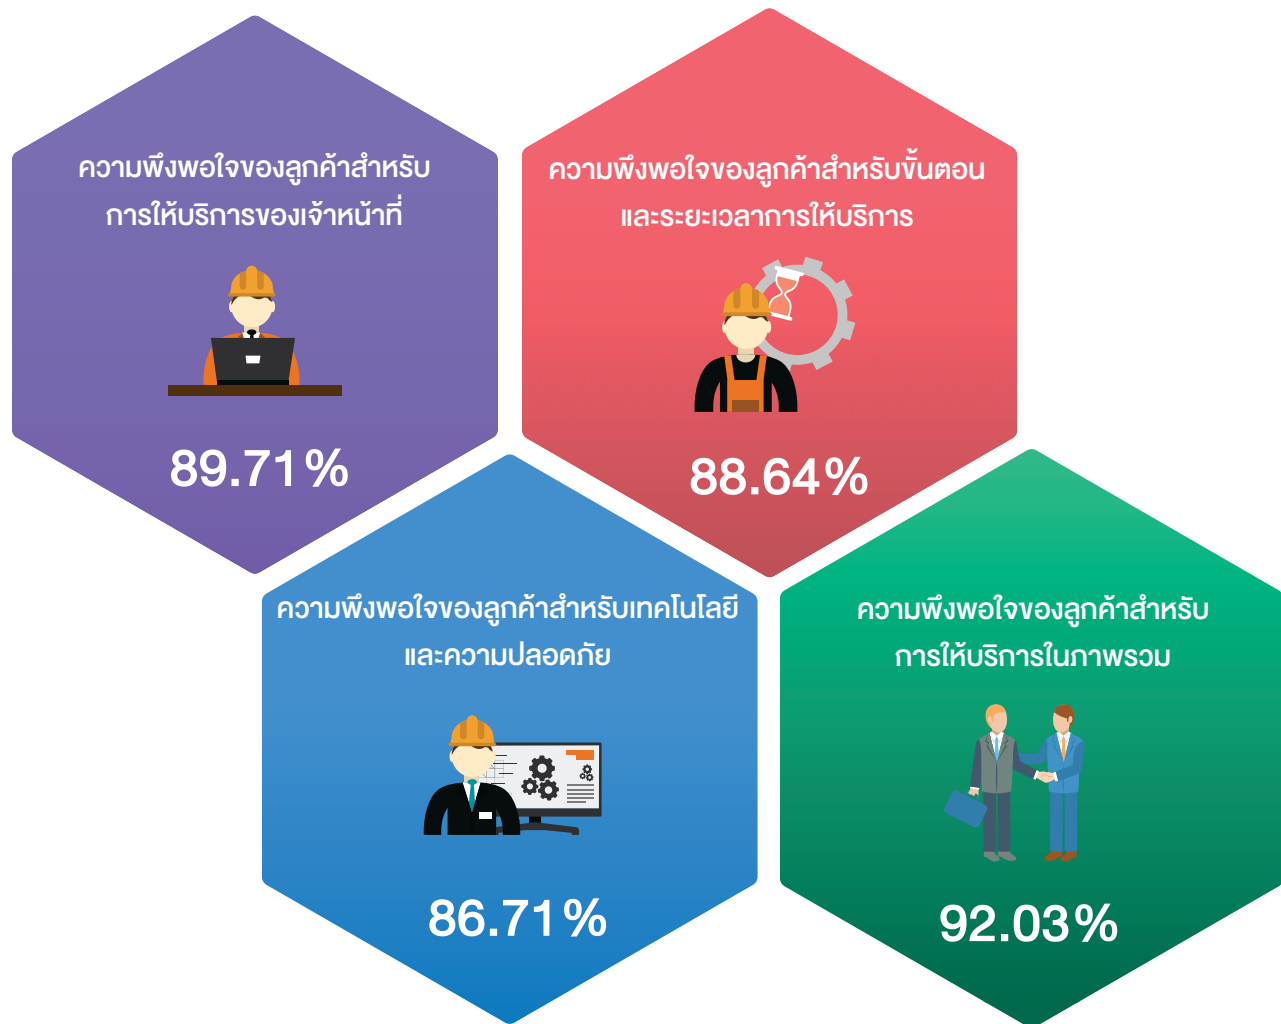 ความพึงพอใจของลูกค้าสำหรับ
การให้บริการของเจ้าหน้าที่
89.71%
ความพึงพอใจของลูกค้าสำหรับขั้นตอน
และระยะเวลาการให้บริการ
88.64%
ความพึงพอใจของลูกค้าสำหรับเทคโนโลยี
และความปลอดภัย
86.71%
ความพึงพอใจของลูกค้าสำหรับ
การให้บริการในภาพรวม
92.03%